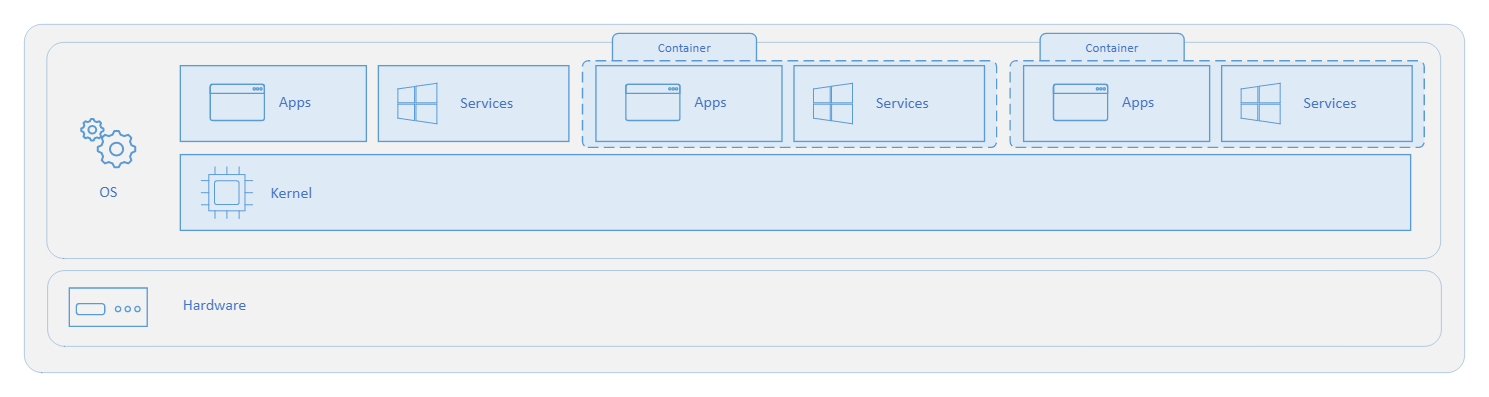 Container
Container
Apps
Services
Apps
Services
Apps
Services
OS
Kernel
Hardware